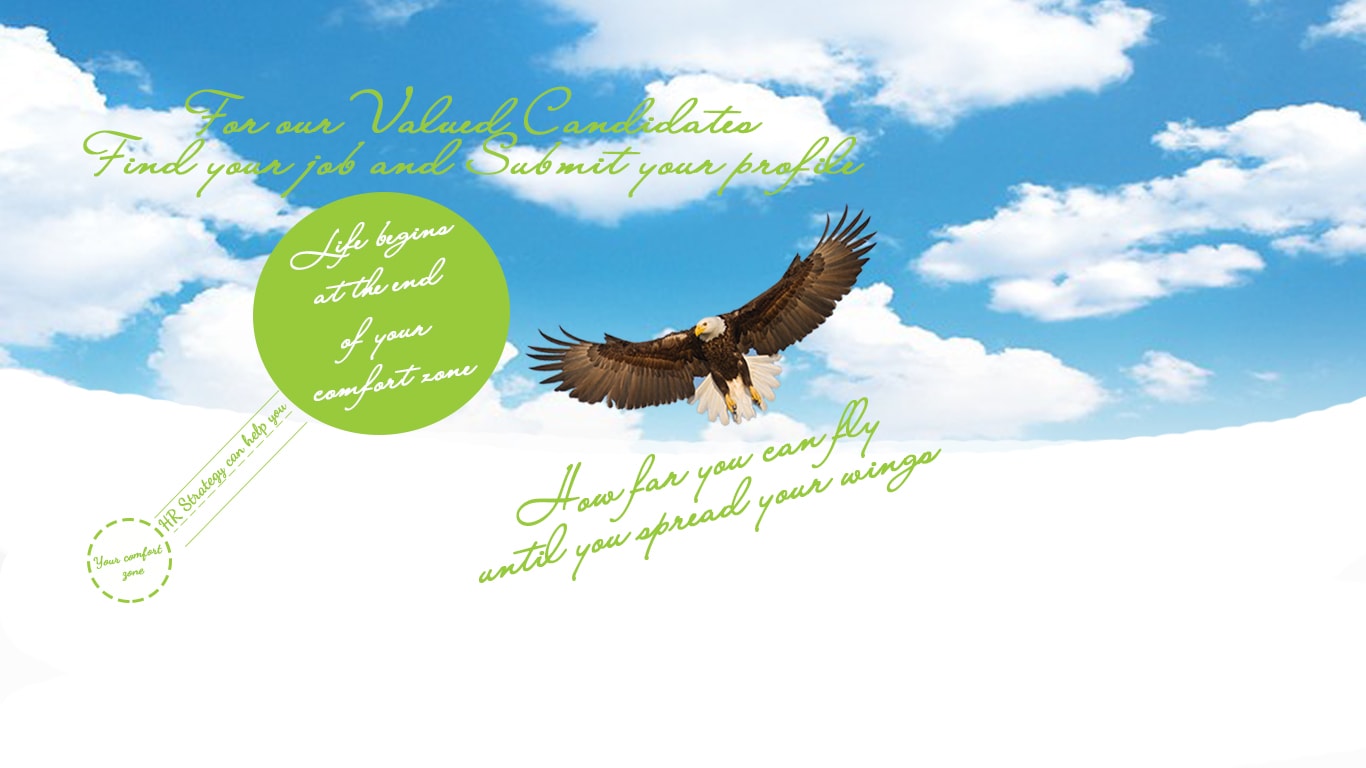 For our Valued Candidates
Find your job and Submit your profile
Life begins
at the end
of your
comfort zone
HR Strategy can help you
Your comfort
zone
How far you can fly
until you spread your wings